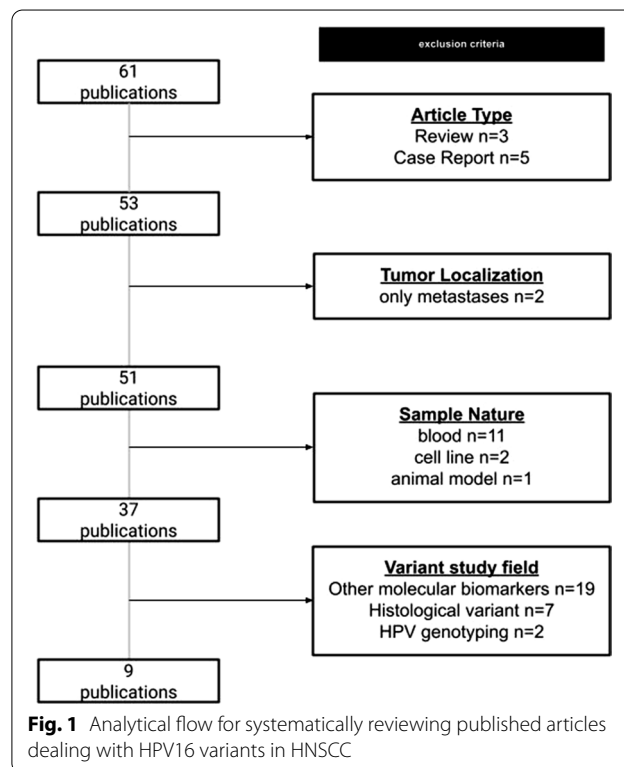 exclusion criteria
61
publications
Article Type
Review n=3
Case Report n=5
53
publications
Tumor Localization
only metastases n=2
51
publications
Sample Nature
blood n=11
cell line n=2
animal model n=1
37
publications
Variant study field
Other molecular biomarkers n=19
Histological variant n=7
HPV genotyping n=2
9
publications
Fig. 1 Analytical flow for systematically reviewing published articles
dealing with HPV16 variants in HNSCC